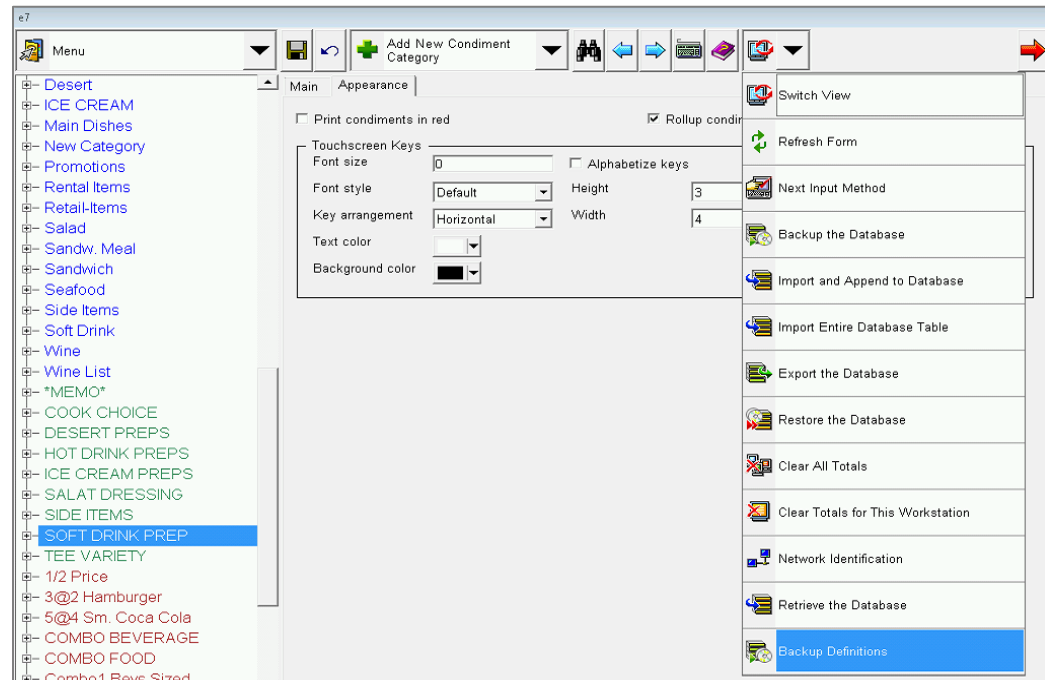 e7
Menu
Add New Condiment
Category
Desert
ICE CREAM
Main Dishes
New Category
Promotions
Rental Items
Retail-Items
Salad
Sandw. Meal
Sandwich
Seafood
Side Items
Soft Drink
Wine
Wine List
*MEMO*
COOK CHOICE
DESERT PREPS
HOT DRINK PREPS
ICE CREAM PREPS
SALAT DRESSING
SIDE ITEMS
SOFT DRINK PREP
TEE VARIETY
1/2 Price
3@2 Hamburger
5@4 Sm. Coca Cola
COMBO BEVERAGE
COMBO FOOD
Combo1 Bevs Sized
Main Appearance
Print condiments in red Rollup condir
Touchscreen Keys
Font size 0 Alphabetize keys
Font style Default Height 3
Key arrangement Horizontal Width 4
Text color
Background color
Switch View
Refresh Form
Next Input Method
Backup the Database
Import and Append to Database
Import Entire Database Table
Export the Database
Restore the Database
Clear All Totals
Clear Totals for This Workstation
Network Identification
Retrieve the Database
Backup Definitions